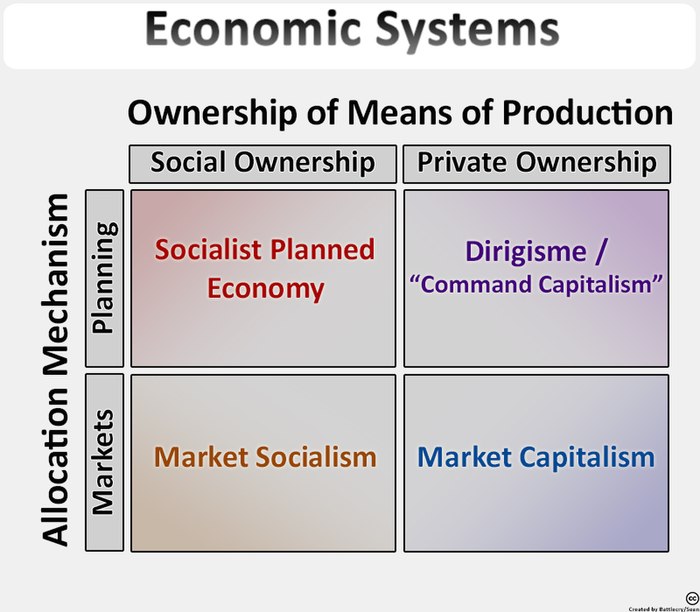 Economic Systems
Ownership of Means of Production
Social Ownership
Private Ownership
Allocation Mechanism
Planning
Socialist Planned
Economy
Dirigisme /
“Command Capitalism”
Markets
Market Socialism
Market Capitalism
cc
Created by Battlecry/Sean